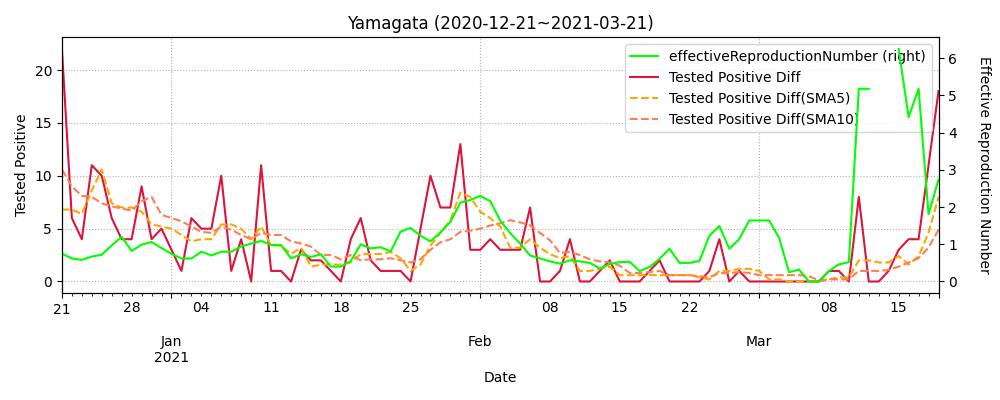 Yamagata (2020-12-21~2021-03-21)
effectiveReproductionNumber (right)
Tested Positive Diff
Tested Positive Diff(SMA5)
Tested Positive Diff(SMA10)
Tested Positive
20
15
10
5
0
Effective Reproduction Number
6
5
4
3
2
1
0
21 28 04 11 18 25 08 15 22 08 15
Jan Feb Mar
2021
Date